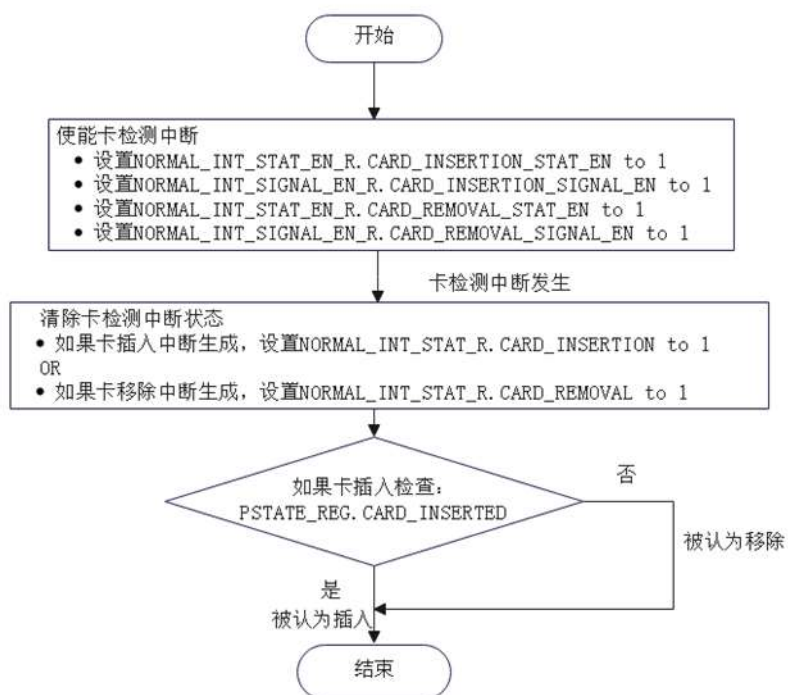 开始
使能卡检测中断
• 设置NORMAL_INT_STAT_EN_R.CARD_INSERTION_STAT_EN to 1
• 设置NORMAL_INT_SIGNAL_EN_R.CARD_INSERTION_SIGNAL_EN to 1
• 设置NORMAL_INT_STAT_EN_R.CARD_REMOVAL_STAT_EN to 1
• 设置NORMAL_INT_SIGNAL_EN_R.CARD_REMOVAL_SIGNAL_EN to 1
卡检测中断发生
清除卡检测中断状态
• 如果卡插入中断生成，设置NORMAL_INT_STAT_R.CARD_INSERTION to 1
OR
• 如果卡移除中断生成，设置NORMAL_INT_STAT_R.CARD_REMOVAL to 1
如果卡插入检查：
PSTATE_REG.CARD_INSERTED
否
被认为移除
是
被认为插入
结束